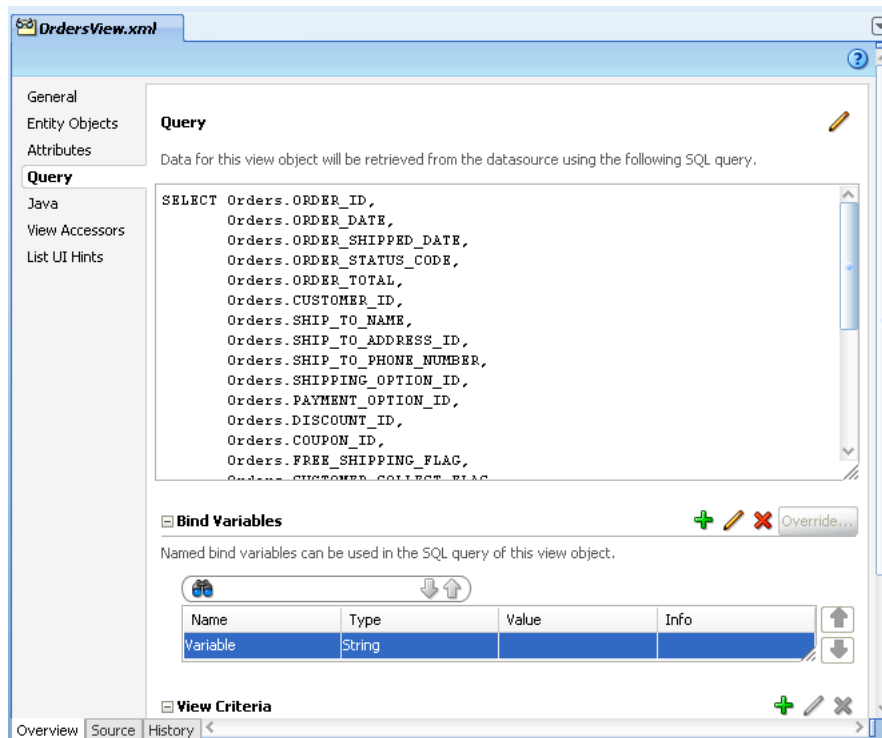 OrdersView.xml
General
Entity Objects
Attributes
Query
Java
View Accessors
List UI Hints
Query
Data for this view object will be retrieved from the datasource using the following SQL query.
SELECT Orders.ORDER_ID,
Orders.ORDER_DATE,
Orders.ORDER_SHIPPED_DATE,
Orders.ORDER_STATUS_CODE,
Orders.ORDER_TOTAL,
Orders.CUSTOMER_ID,
Orders.SHIP_TO_NAME,
Orders.SHIP_TO_ADDRESS_ID,
Orders.SHIP_TO_PHONE_NUMBER,
Orders.SHIPPING_OPTION_ID,
Orders.PAYMENT_OPTION_ID,
Orders.DISCOUNT_ID,
Orders.COUPON_ID,
Orders.FREE_SHIPPING_FLAG,
Orders.CUSTOMER_COLLECT_FLAG
Bind Variables Override...
Named bind variables can be used in the SQL query of this view object.
Name Type Value Info
Variable String
View Criteria
Overview Source History